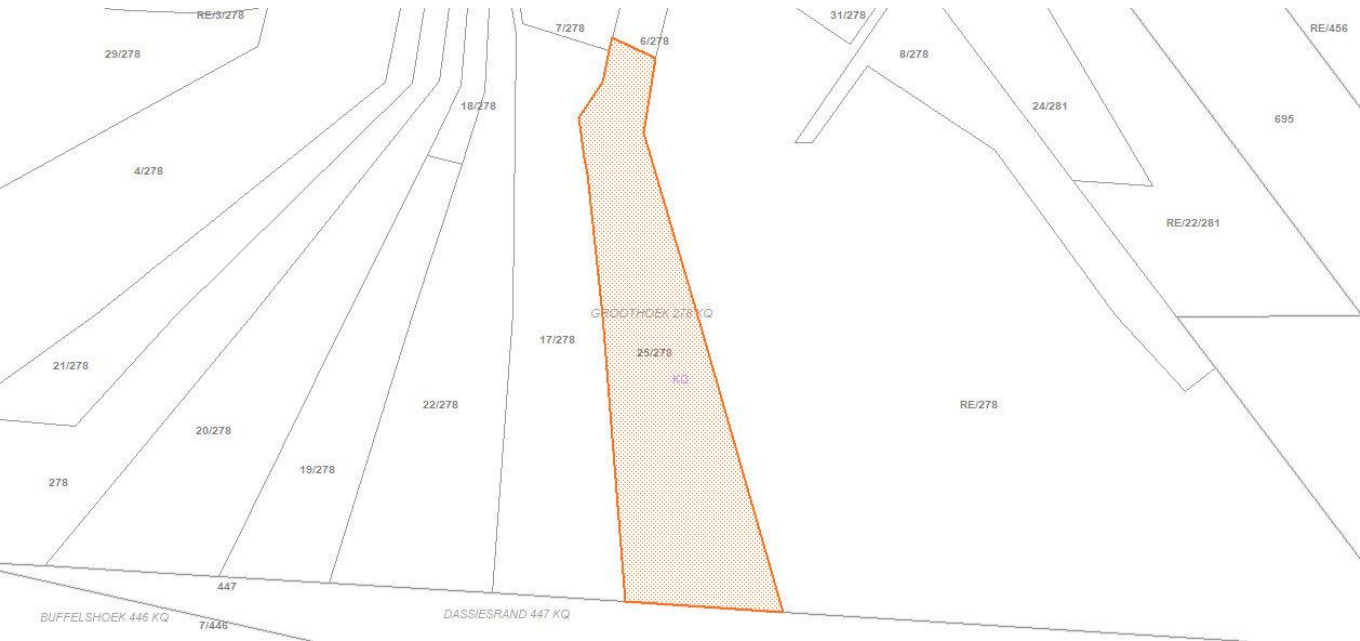 RE/3/278
7/278
31/278
RE/456
29/278
6/278
8/278
18/278
24/281
695
4/278
RE/22/281
GROOTHOEK 278 KQ
17/278
25/278
21/278
KQ
22/278
RE/278
20/278
19/278
278
447
BUFFELSHOEK 446 KQ
7/446
DASSIESRAND 447 KQ